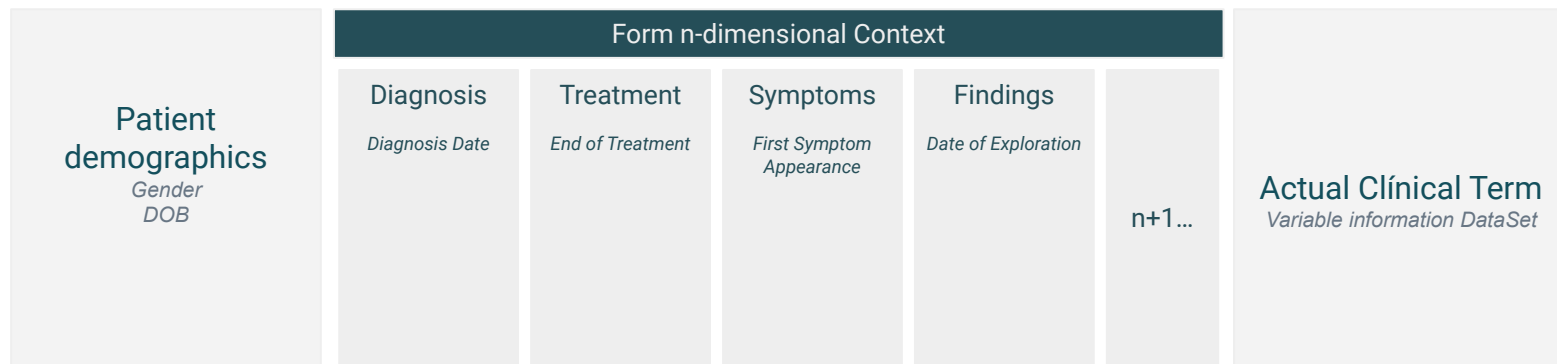 Form n-dimensional Context
Patient
demographics
Gender
DOB
Diagnosis
Diagnosis Date
Treatment
End of Treatment
Symptoms
First Symptom
Appearance
Findings
Date of Exploration
n+1...
Actual Clínical Term
Variable information DataSet